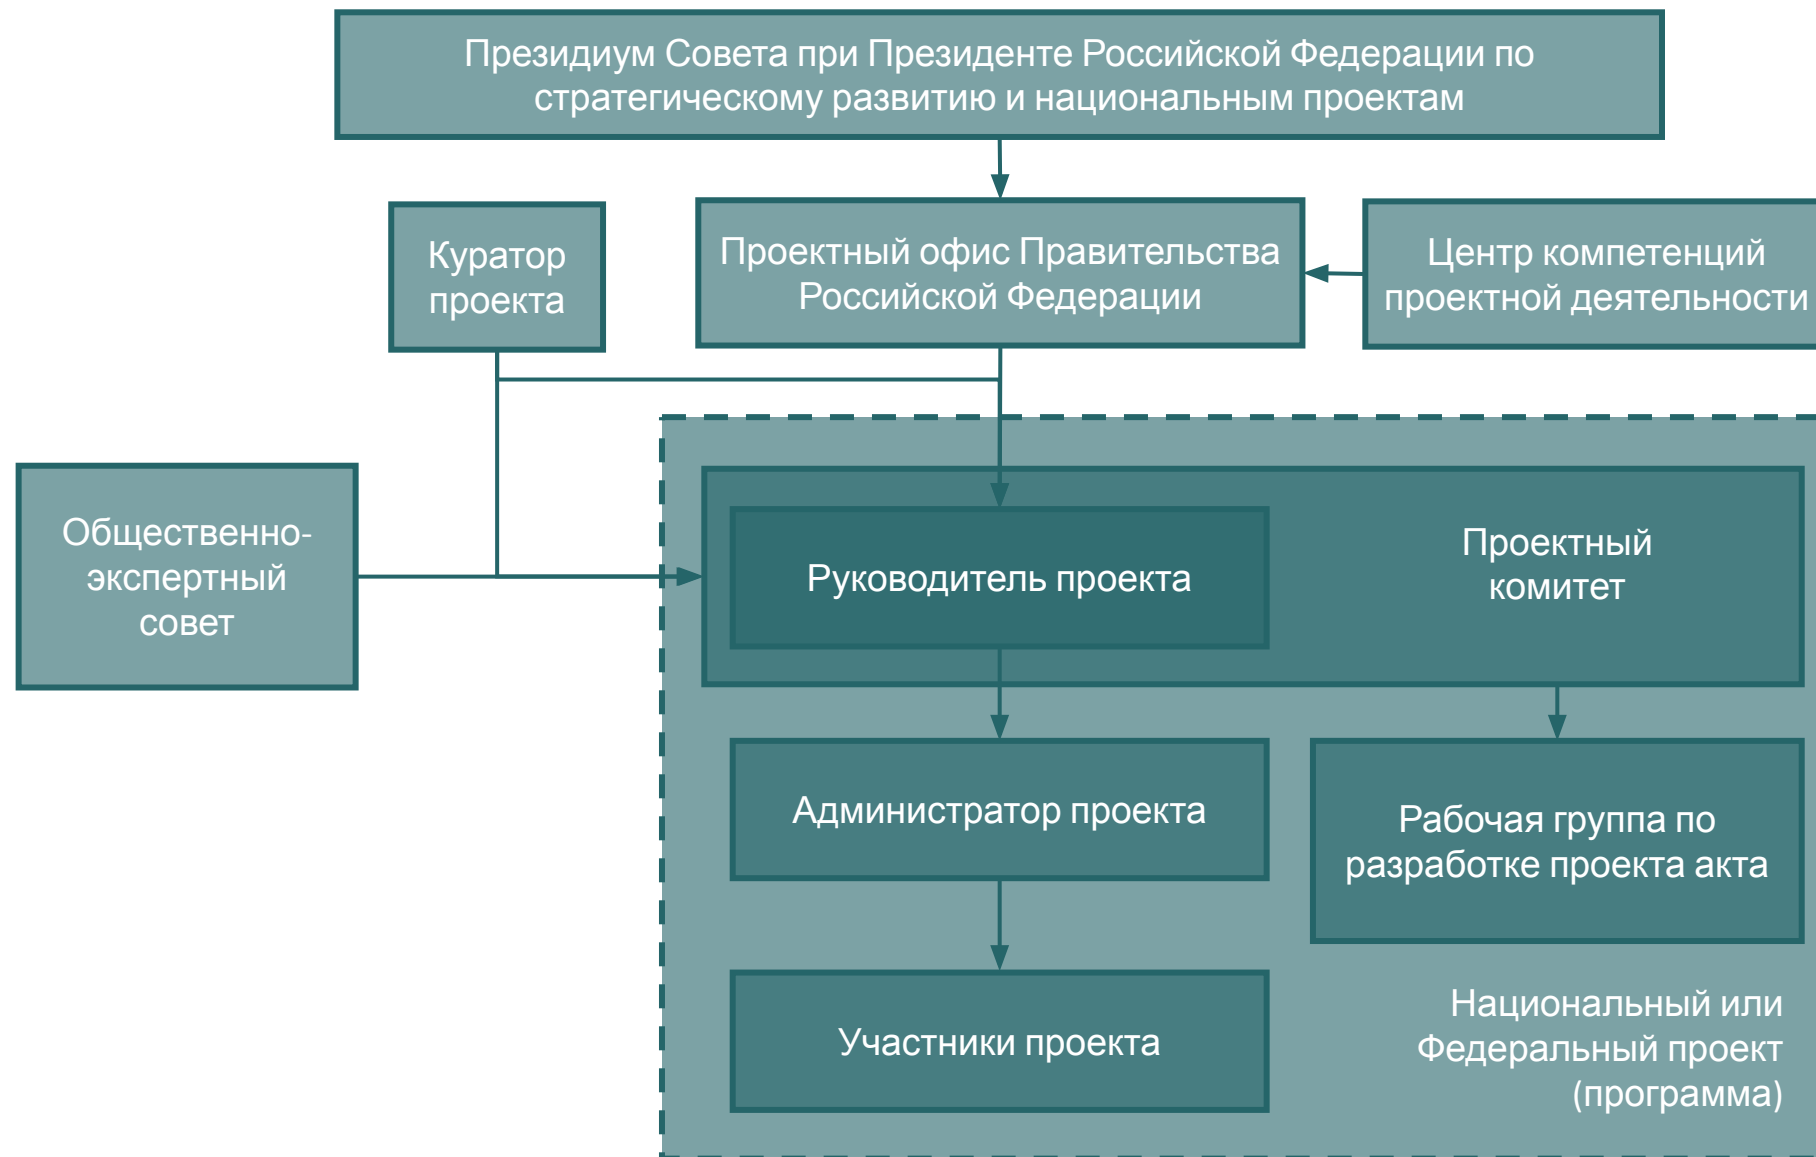 Президиум Совета при Президенте Российской Федерации по
стратегическому развитию и национальным проектам
Куратор
проекта
Проектный офис Правительства
Российской Федерации
Центр компетенций
проектной деятельности
Общественно-
экспертный
совет
Руководитель проекта
Проектный
комитет
Администратор проекта
Рабочая группа по
разработке проекта акта
Участники проекта
Национальный или
Федеральный проект
(программа)